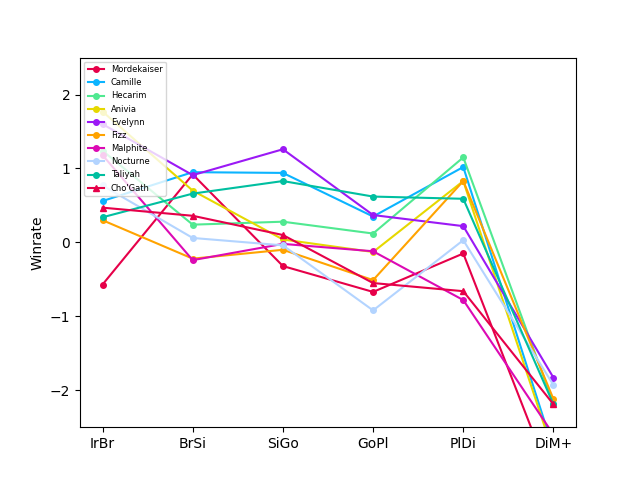 Mordekaiser
Camille
Hecarim
Anivia
Evelynn
Fizz
Malphite
Nocturne
Taliyah
Cho'Gath
2
1
0
−1
−2
Winrate
IrBr BrSi SiGo GoPl PlDi DiM+